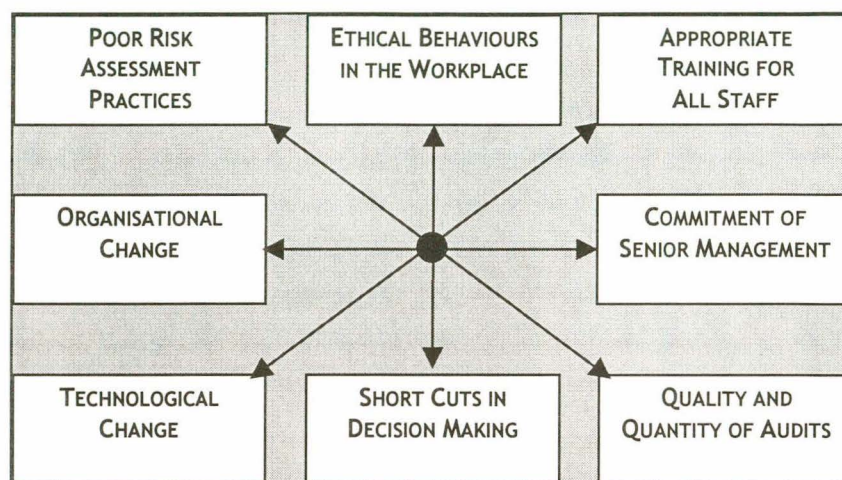 POOR RISK
ASSESSMENT
PRACTICES
ETHICAL BEHAVIOURS
IN THE WORKPLACE
APPROPRIATE
TRAINING FOR
ALL STAFF
ORGANISATIONAL
CHANGE
COMMITMENT OF
SENIOR MANAGEMENT
TECHNOLOGICAL
CHANGE
SHORT CUTS IN
DECISION MAKING
QUALITY AND
QUANTITY OF AUDITS